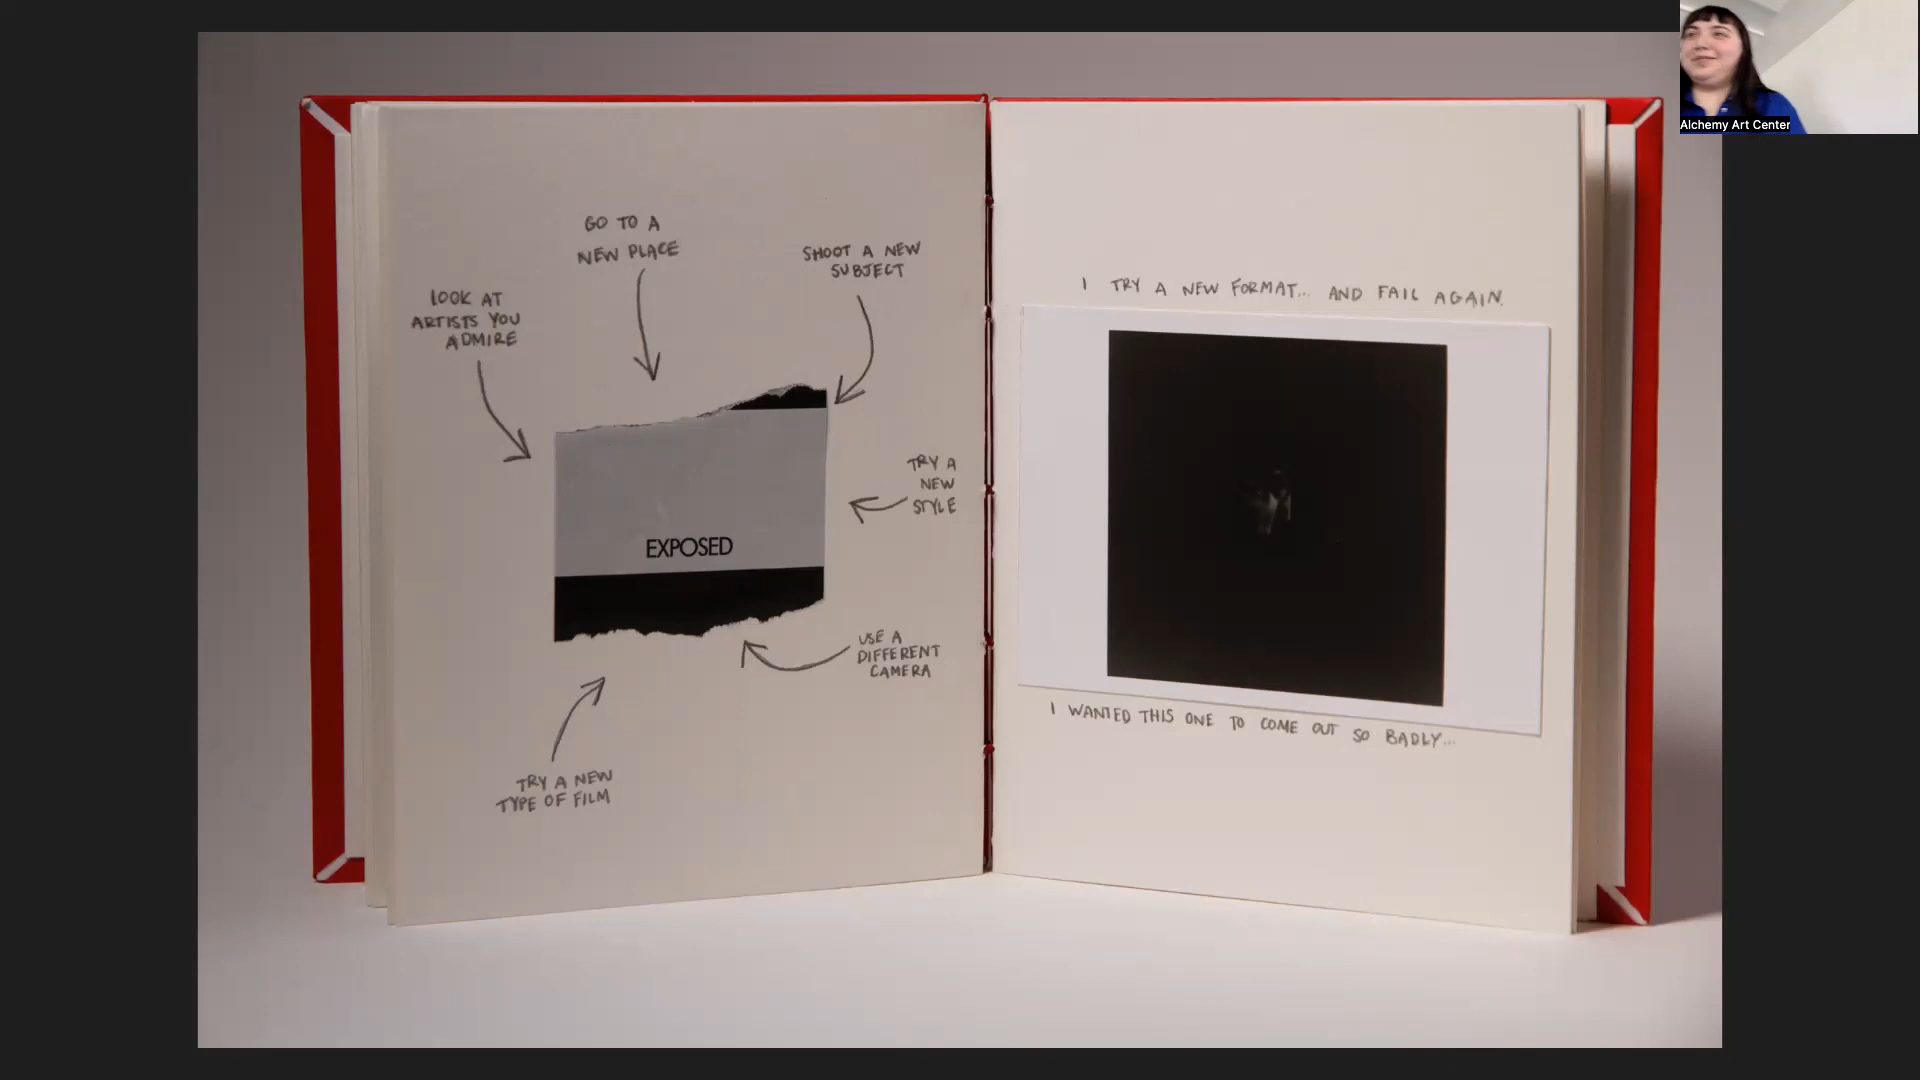 GO TO A
NEW PLACE
SHOOT A NEW
SUBJECT
LOOK AT
ARTISTS YOU
ADMIRE
TRY A
NEW
STYLE
EXPOSED
USE A
DIFFERENT
CAMERA
TRY A NEW
TYPE OF FILM
I TRY A NEW FORMAT... AND FAIL AGAIN.
I WANTED THIS ONE TO COME OUT SO BADLY...
Alchemy Art Center